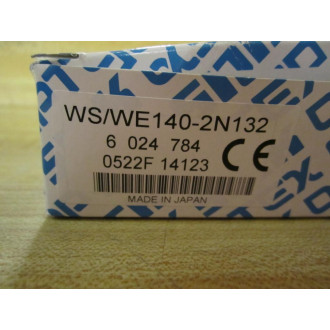 WS/WE140-2N132
6 024 784
0522F 14123 CE
MADE IN JAPAN